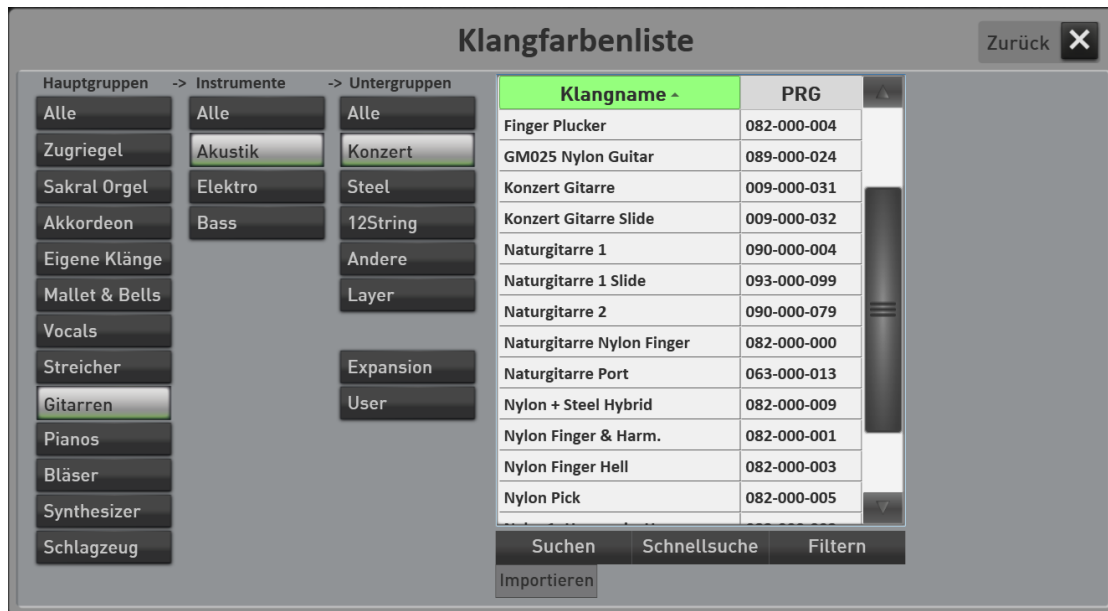 Klangfarbenliste
Zurück
Hauptgruppen -> Instrumente -> Untergruppen
Alle
Zugriegel
Sakral Orgel
Akkordeon
Eigene Klänge
Mallet & Bells
Vocals
Streicher
Gitarren
Pianos
Bläser
Synthesizer
Schlagzeug
Alle
Akustik
Elektro
Bass
Alle
Konzert
Steel
12String
Andere
Layer
Expansion
User
Klangname PRG
Finger Plucker 082-000-004
GM025 Nylon Guitar 089-000-024
Konzert Gitarre 009-000-031
Konzert Gitarre Slide 009-000-032
Naturgitarre 1 090-000-004
Naturgitarre 1 Slide 093-000-099
Naturgitarre 2 090-000-079
Naturgitarre Nylon Finger 082-000-000
Naturgitarre Port 063-000-013
Nylon + Steel Hybrid 082-000-009
Nylon Finger & Harm. 082-000-001
Nylon Finger Hell 082-000-003
Nylon Pick 082-000-005
Suchen Schnellsuche Filtern
Importieren